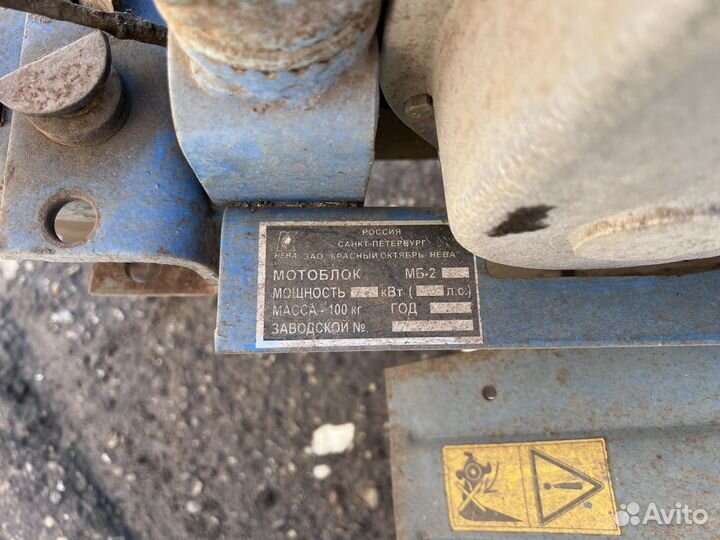 РОССИЯ
САНКТ-ПЕТЕРБУРГ
НЕВА ЗАО "КРАСНЫЙ ОКТЯБРЬ-НЕВА"
МОТОБЛОК МБ-2
МОЩНОСТЬ кВт ( л.с.)
МАССА - 100 кг ГОД
ЗАВОДСКОЙ №
Avito